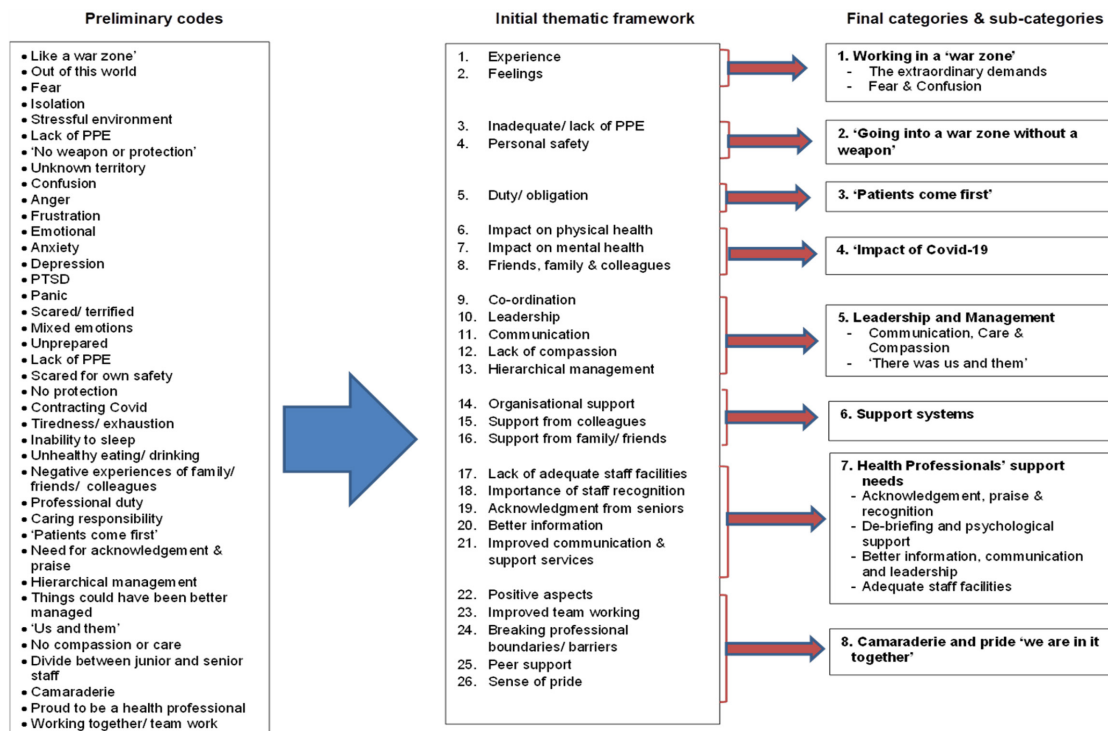 Preliminary codes
• Like a war zone’
• Out of this world
• Fear
• Isolation
• Stressful environment
• Lack of PPE
• ‘No weapon or protection’
• Unknown territory
• Confusion
• Anger
• Frustration
• Emotional
• Anxiety
• Depression
• PTSD
• Panic
• Scared/ terrified
• Mixed emotions
• Unprepared
• Lack of PPE
• Scared for own safety
• No protection
• Contracting Covid
• Tiredness/ exhaustion
• Inability to sleep
• Unhealthy eating/ drinking
• Negative experiences of family/
friends/ colleagues
• Professional duty
• Caring responsibility
• ‘Patients come first’
• Need for acknowledgement &
praise
• Hierarchical management
• Things could have been better
managed
• ‘Us and them’
• No compassion or care
• Divide between junior and senior
staff
• Camaraderie
• Proud to be a health professional
• Working together/ team work
Initial thematic framework
1. Experience
2. Feelings
3. Inadequate/ lack of PPE
4. Personal safety
5. Duty/ obligation
6. Impact on physical health
7. Impact on mental health
8. Friends, family & colleagues
9. Co-ordination
10. Leadership
11. Communication
12. Lack of compassion
13. Hierarchical management
14. Organisational support
15. Support from colleagues
16. Support from family/ friends
17. Lack of adequate staff facilities
18. Importance of staff recognition
19. Acknowledgment from seniors
20. Better information
21. Improved communication &
support services
22. Positive aspects
23. Improved team working
24. Breaking professional
boundaries/ barriers
25. Peer support
26. Sense of pride
Final categories & sub-categories
1. Working in a ‘war zone’
- The extraordinary demands
- Fear & Confusion
2. ‘Going into a war zone without a
weapon’
3. ‘Patients come first’
4. ‘Impact of Covid-19
5. Leadership and Management
- Communication, Care &
Compassion
- ‘There was us and them’
6. Support systems
7. Health Professionals’ support
needs
- Acknowledgement, praise &
recognition
- De-briefing and psychological
support
- Better information, communication
and leadership
- Adequate staff facilities
8. Camaraderie and pride ‘we are in it
together’